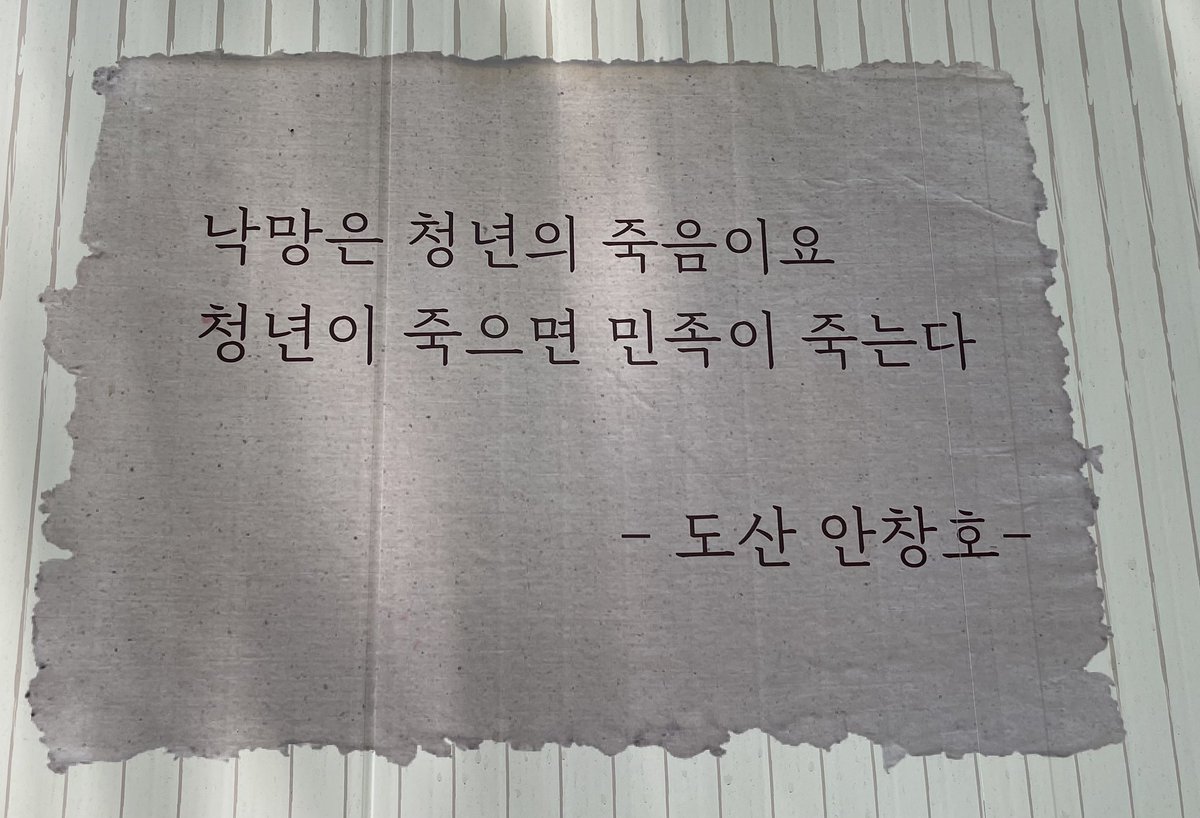 낙망은 청년의 죽음이요
청년이 죽으면 민족이 죽는다
- 도산 안창호-